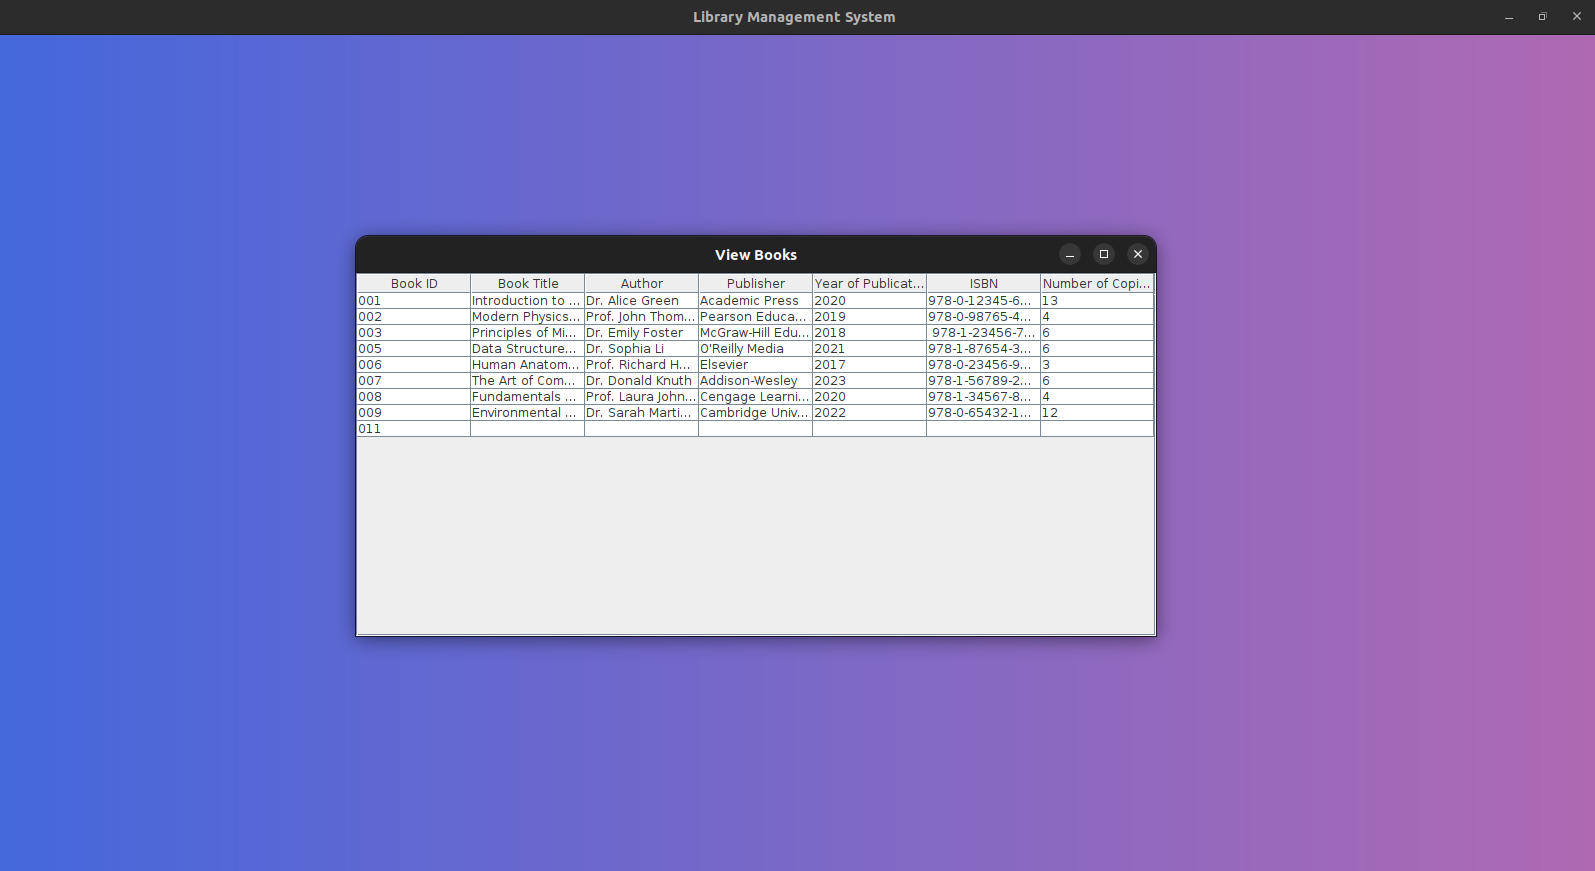 Library Management System
View Books
Book ID Book Title Author Publisher Year of Publicat... ISBN Number of Copi...
001 Introduction to ... Dr. Alice Green Academic Press 2020 978-0-12345-6... 13
002 Modern Physics... Prof. John Thom... Pearson Educa... 2019 978-0-98765-4... 4
003 Principles of Mi... Dr. Emily Foster McGraw-Hill Edu... 2018 978-1-23456-7... 6
005 Data Structure... Dr. Sophia Li O'Reilly Media 2021 978-1-87654-3... 6
006 Human Anatom... Prof. Richard H... Elsevier 2017 978-0-23456-9... 3
007 The Art of Com... Dr. Donald Knuth Addison-Wesley 2023 978-1-56789-2... 6
008 Fundamentals ... Prof. Laura John... Cengage Learni... 2020 978-1-34567-8... 4
009 Environmental ... Dr. Sarah Marti... Cambridge Univ... 2022 978-0-65432-1... 12
011